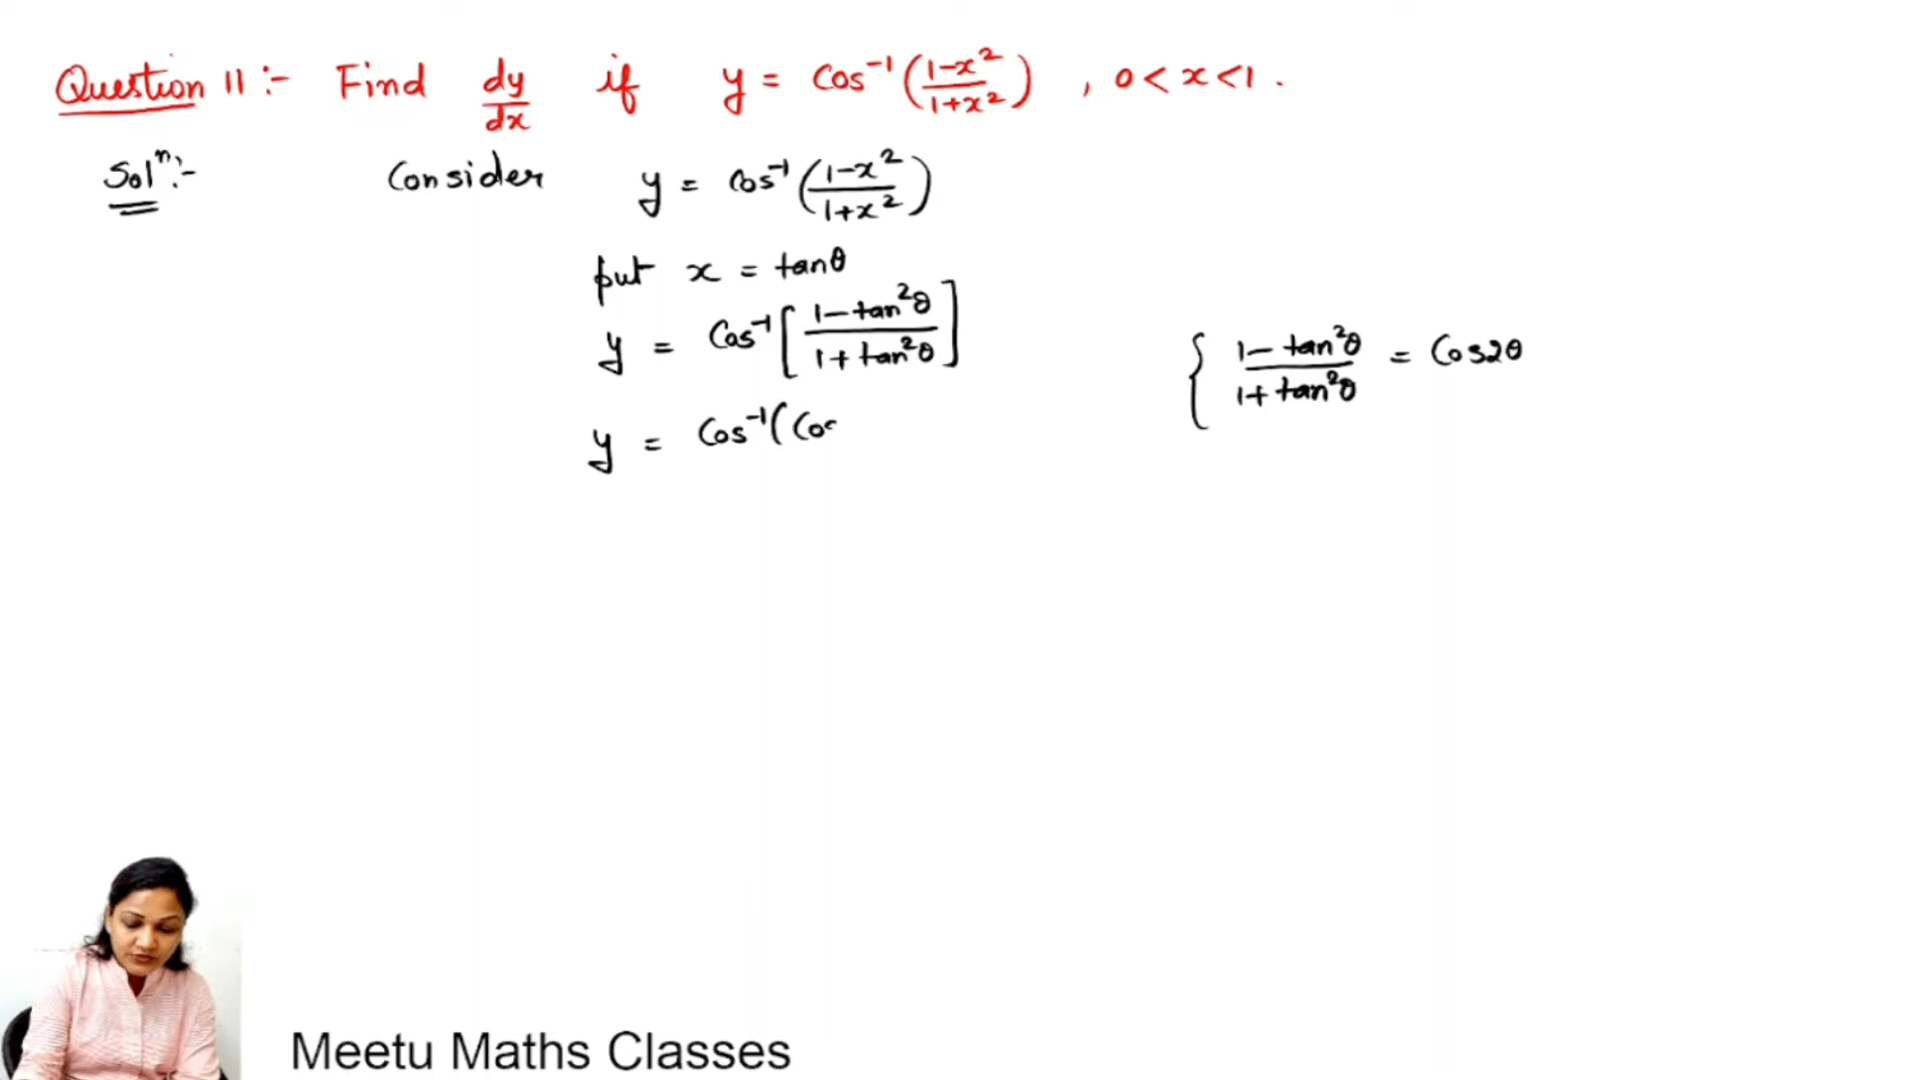 Question 11 :- Find dy/dx if y = Cos⁻¹((1-x²)/(1+x²)) , 0 < x < 1 .
Solⁿ:- Consider y = Cos⁻¹((1-x²)/(1+x²))
put x = tanθ
y = Cos⁻¹[(1-tan²θ)/(1+tan²θ)] { (1-tan²θ)/(1+tan²θ) = Cos2θ
y = Cos⁻¹(Cos
Meetu Maths Classes